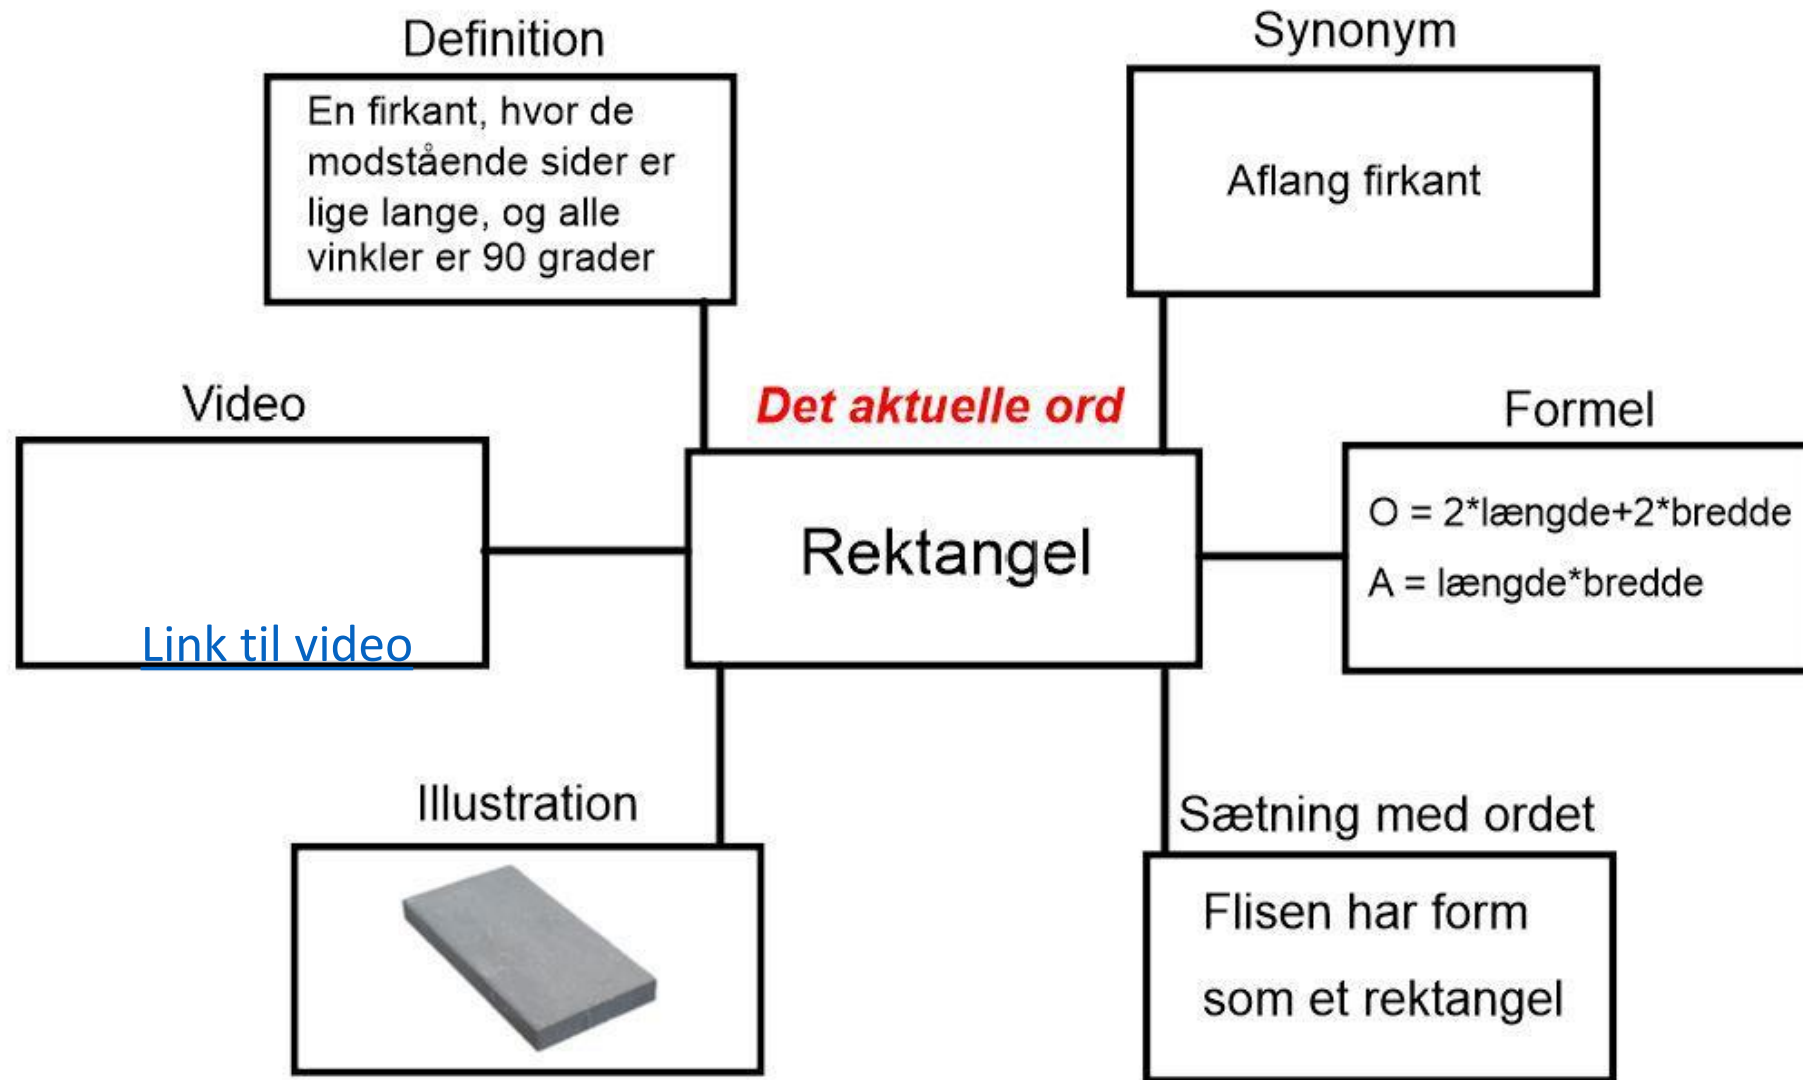 Definition
En firkant, hvor de
modstående sider er
lige lange, og alle
vinkler er 90 grader
Synonym
Aflang firkant
Video
Link til video
Det aktuelle ord
Rektangel
Formel
O = 2*længde+2*bredde
A = længde*bredde
Illustration
Sætning med ordet
Flisen har form
som et rektangel